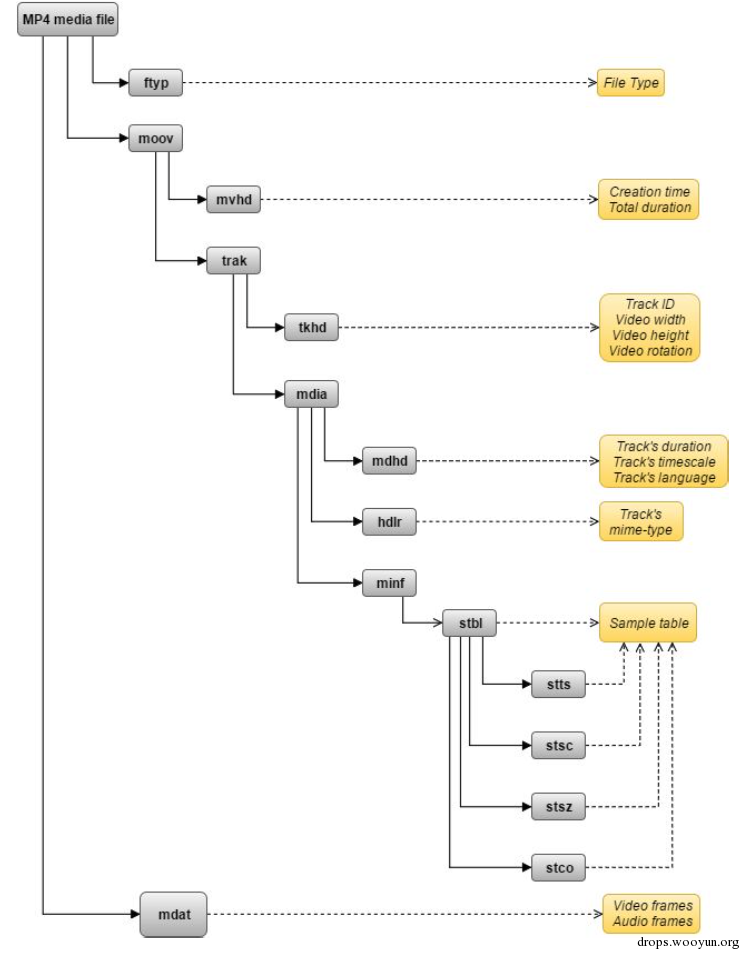 MP4 media file
ftyp
File Type
moov
mvhd
Creation time
Total duration
trak
tkhd
Track ID
Video width
Video height
Video rotation
mdia
mdhd
Track's duration
Track's timescale
Track's language
hdlr
Track's
mime-type
minf
stbl
Sample table
stts
stsc
stsz
stco
mdat
Video frames
Audio frames
drops.wooyun.org